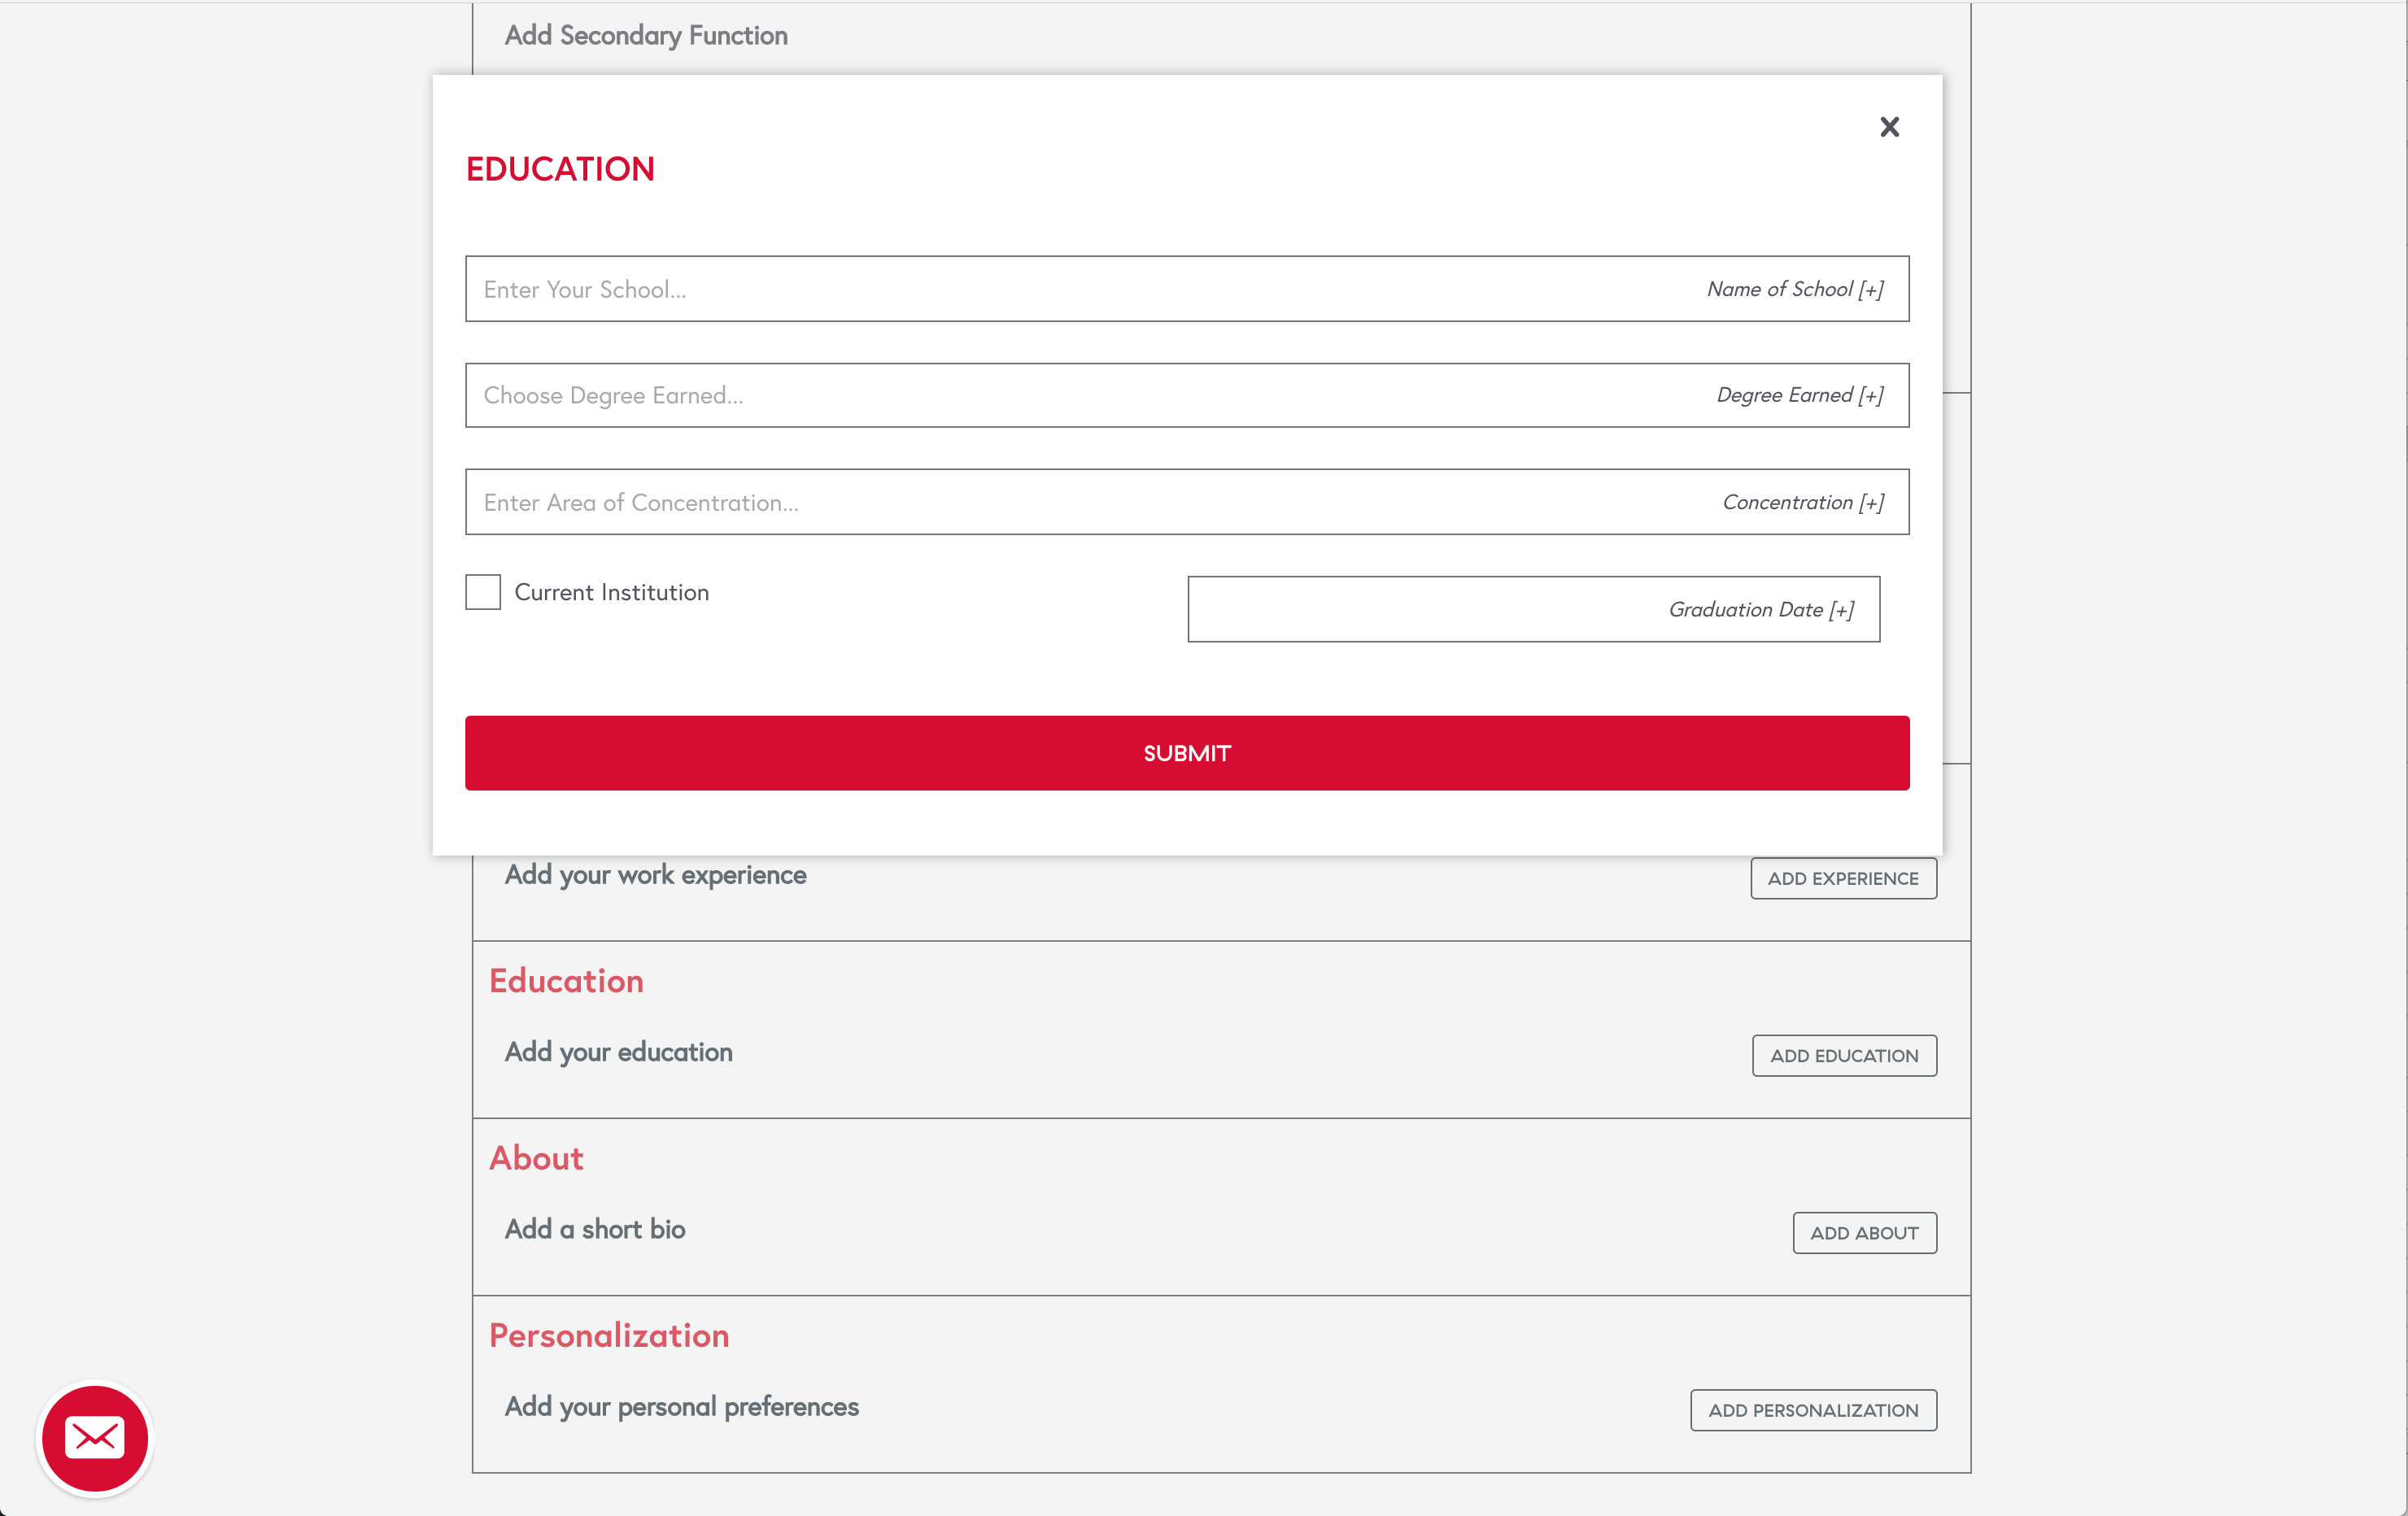 Add Secondary Function
EDUCATION
Enter Your School... Name of School [+]
Choose Degree Earned... Degree Earned [+]
Enter Area of Concentration... Concentration [+]
Current Institution
Graduation Date [+]
SUBMIT
Add your work experience ADD EXPERIENCE
Education
Add your education ADD EDUCATION
About
Add a short bio ADD ABOUT
Personalization
Add your personal preferences ADD PERSONALIZATION